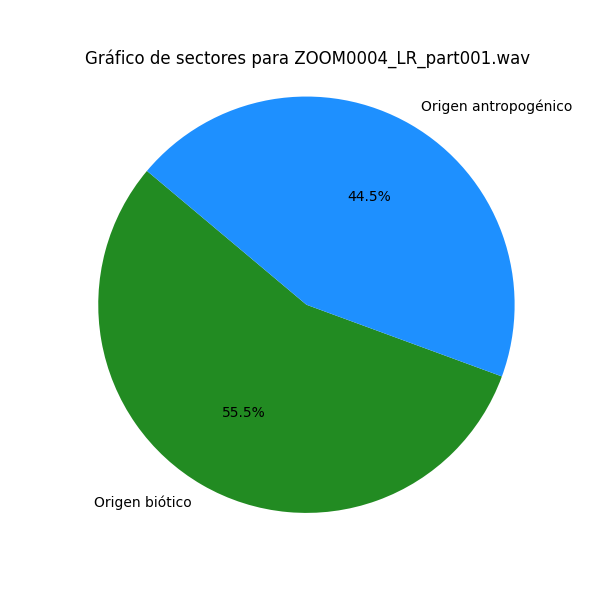 Gráfico de sectores para ZOOM0004_LR_part001.wav
Origen antropogénico
44.5%
55.5%
Origen biótico